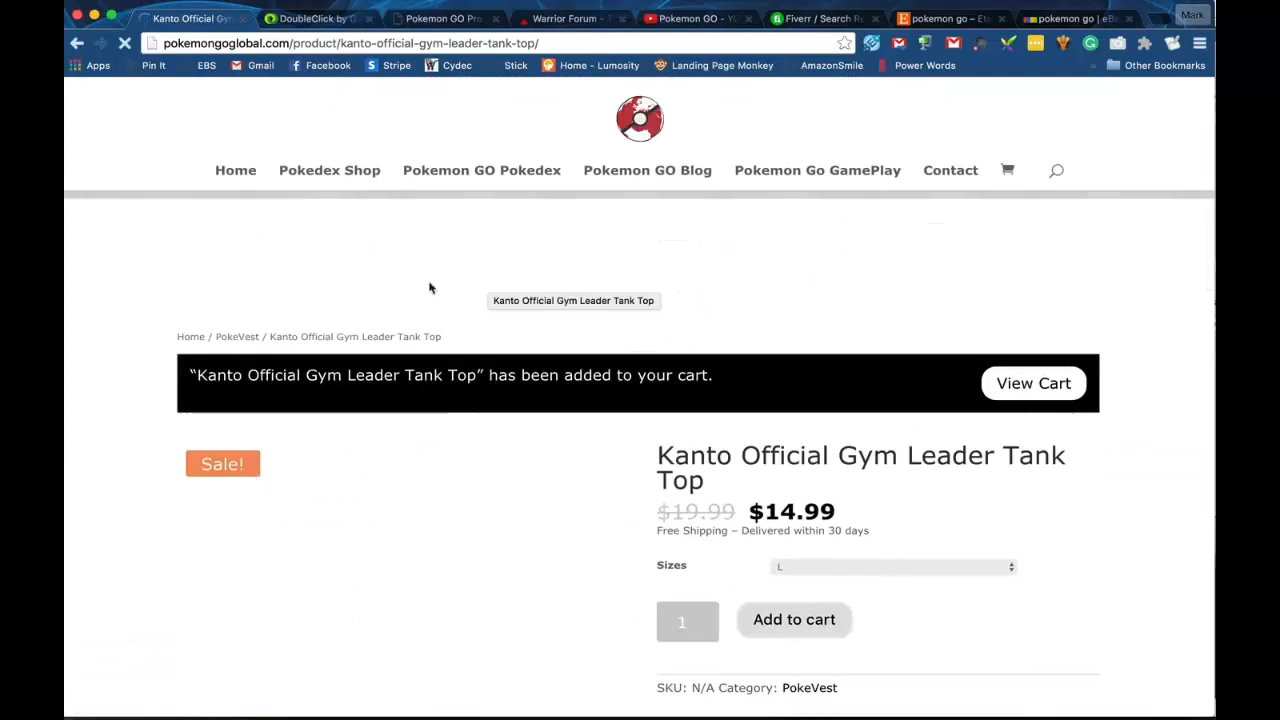 Kanto Official Gym
DoubleClick by G
Pokemon GO Pro
Warrior Forum - T
Pokemon GO - YO
Fiverr / Search Re
pokemon go – Ets
pokemon go | eBa
Mark
pokemongoglobal.com/product/kanto-official-gym-leader-tank-top/
Apps Pin It EBS Gmail Facebook Stripe Cydec Stick Home - Lumosity Landing Page Monkey AmazonSmile Power Words » Other Bookmarks
Home Pokedex Shop Pokemon GO Pokedex Pokemon GO Blog Pokemon Go GamePlay Contact
Kanto Official Gym Leader Tank Top
Home / PokeVest / Kanto Official Gym Leader Tank Top
“Kanto Official Gym Leader Tank Top” has been added to your cart.
View Cart
Sale!
Kanto Official Gym Leader Tank
Top
$19.99 $14.99
Free Shipping – Delivered within 30 days
Sizes L
1 Add to cart
SKU: N/A Category: PokeVest